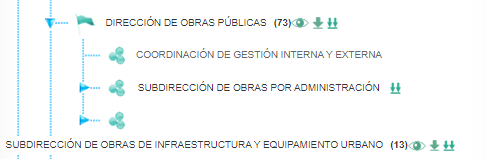 DIRECCIÓN DE OBRAS PÚBLICAS (73)
COORDINACIÓN DE GESTIÓN INTERNA Y EXTERNA
SUBDIRECCIÓN DE OBRAS POR ADMINISTRACIÓN
SUBDIRECCIÓN DE OBRAS DE INFRAESTRUCTURA Y EQUIPAMIENTO URBANO (13)